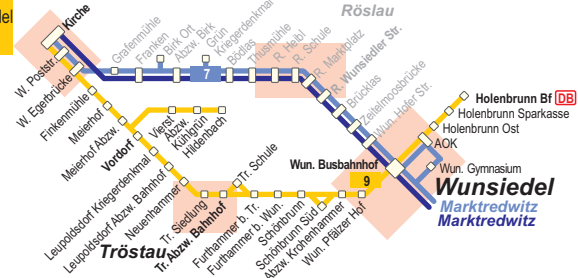 del
Kirche
Grafenmühle
Franken
Birk Ort
Abzw. Birk
Grün
Kriegerdenkmal
Bödlas
Thusmühle
R. Heibl
R. Schule
R. Marktplatz
R. Wunsiedler Str.
Brücklas
Zeitelmoosbrücke
Wun. Hofer Str.
Röslau
7
W. Poststr.
W. Egerbrücke
Finkenmühle
Meierhof
Meierhof Abzw.
Vordorf
Vierst
Abzw.
Kühlgrün
Hildenbach
Leupoldsdorf Kriegerdenkmal
Leupoldsdorf Abzw. Bahnhof
Neuenhammer
Tr. Siedlung
Tr. Abzw. Bahnhof
Tr. Schule
Tröstau
Furthammer b. Tr.
Furthammer b. Wun.
Schönbrunn
Schönbrunn Süd
Abzw. Krohenhammer
Wun. Pfälzer Hof
9
Wun. Busbahnhof
Holenbrunn Bf DB
Holenbrunn Sparkasse
Holenbrunn Ost
AOK
Wun. Gymnasium
Wunsiedel
Marktredwitz
Marktredwitz